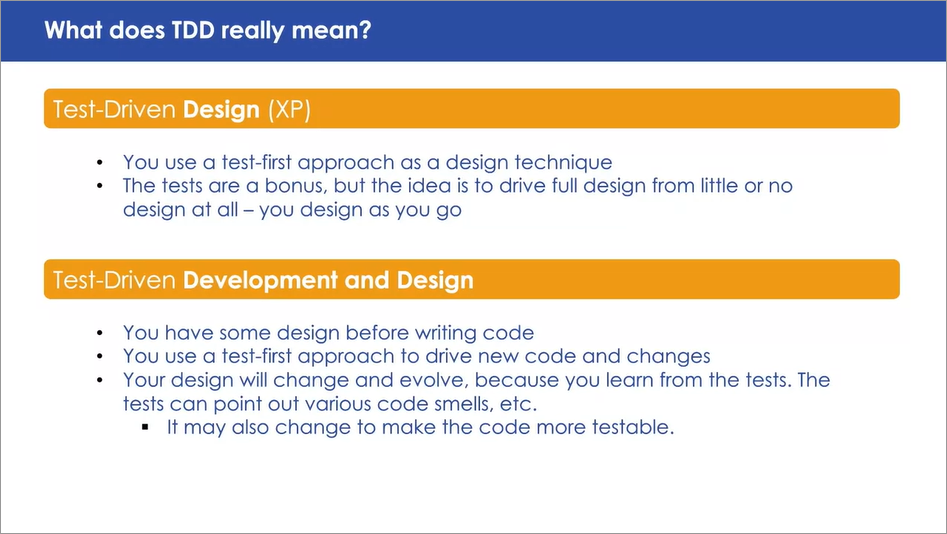 What does TDD really mean?
Test-Driven Design (XP)
• You use a test-first approach as a design technique
• The tests are a bonus, but the idea is to drive full design from little or no
design at all – you design as you go
Test-Driven Development and Design
• You have some design before writing code
• You use a test-first approach to drive new code and changes
• Your design will change and evolve, because you learn from the tests. The
tests can point out various code smells, etc.
▪ It may also change to make the code more testable.